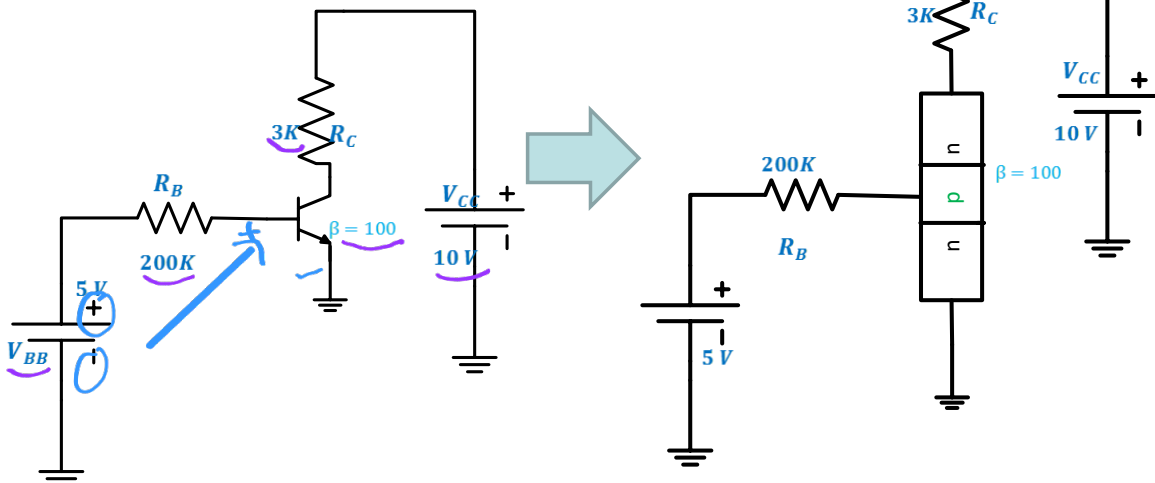 3K
R_C
R_B
200K
β = 100
V_CC
+
10 V
5 V
+
V_BB
3K
R_C
V_CC
+
10 V
n
p
n
β = 100
200K
R_B
+
5 V